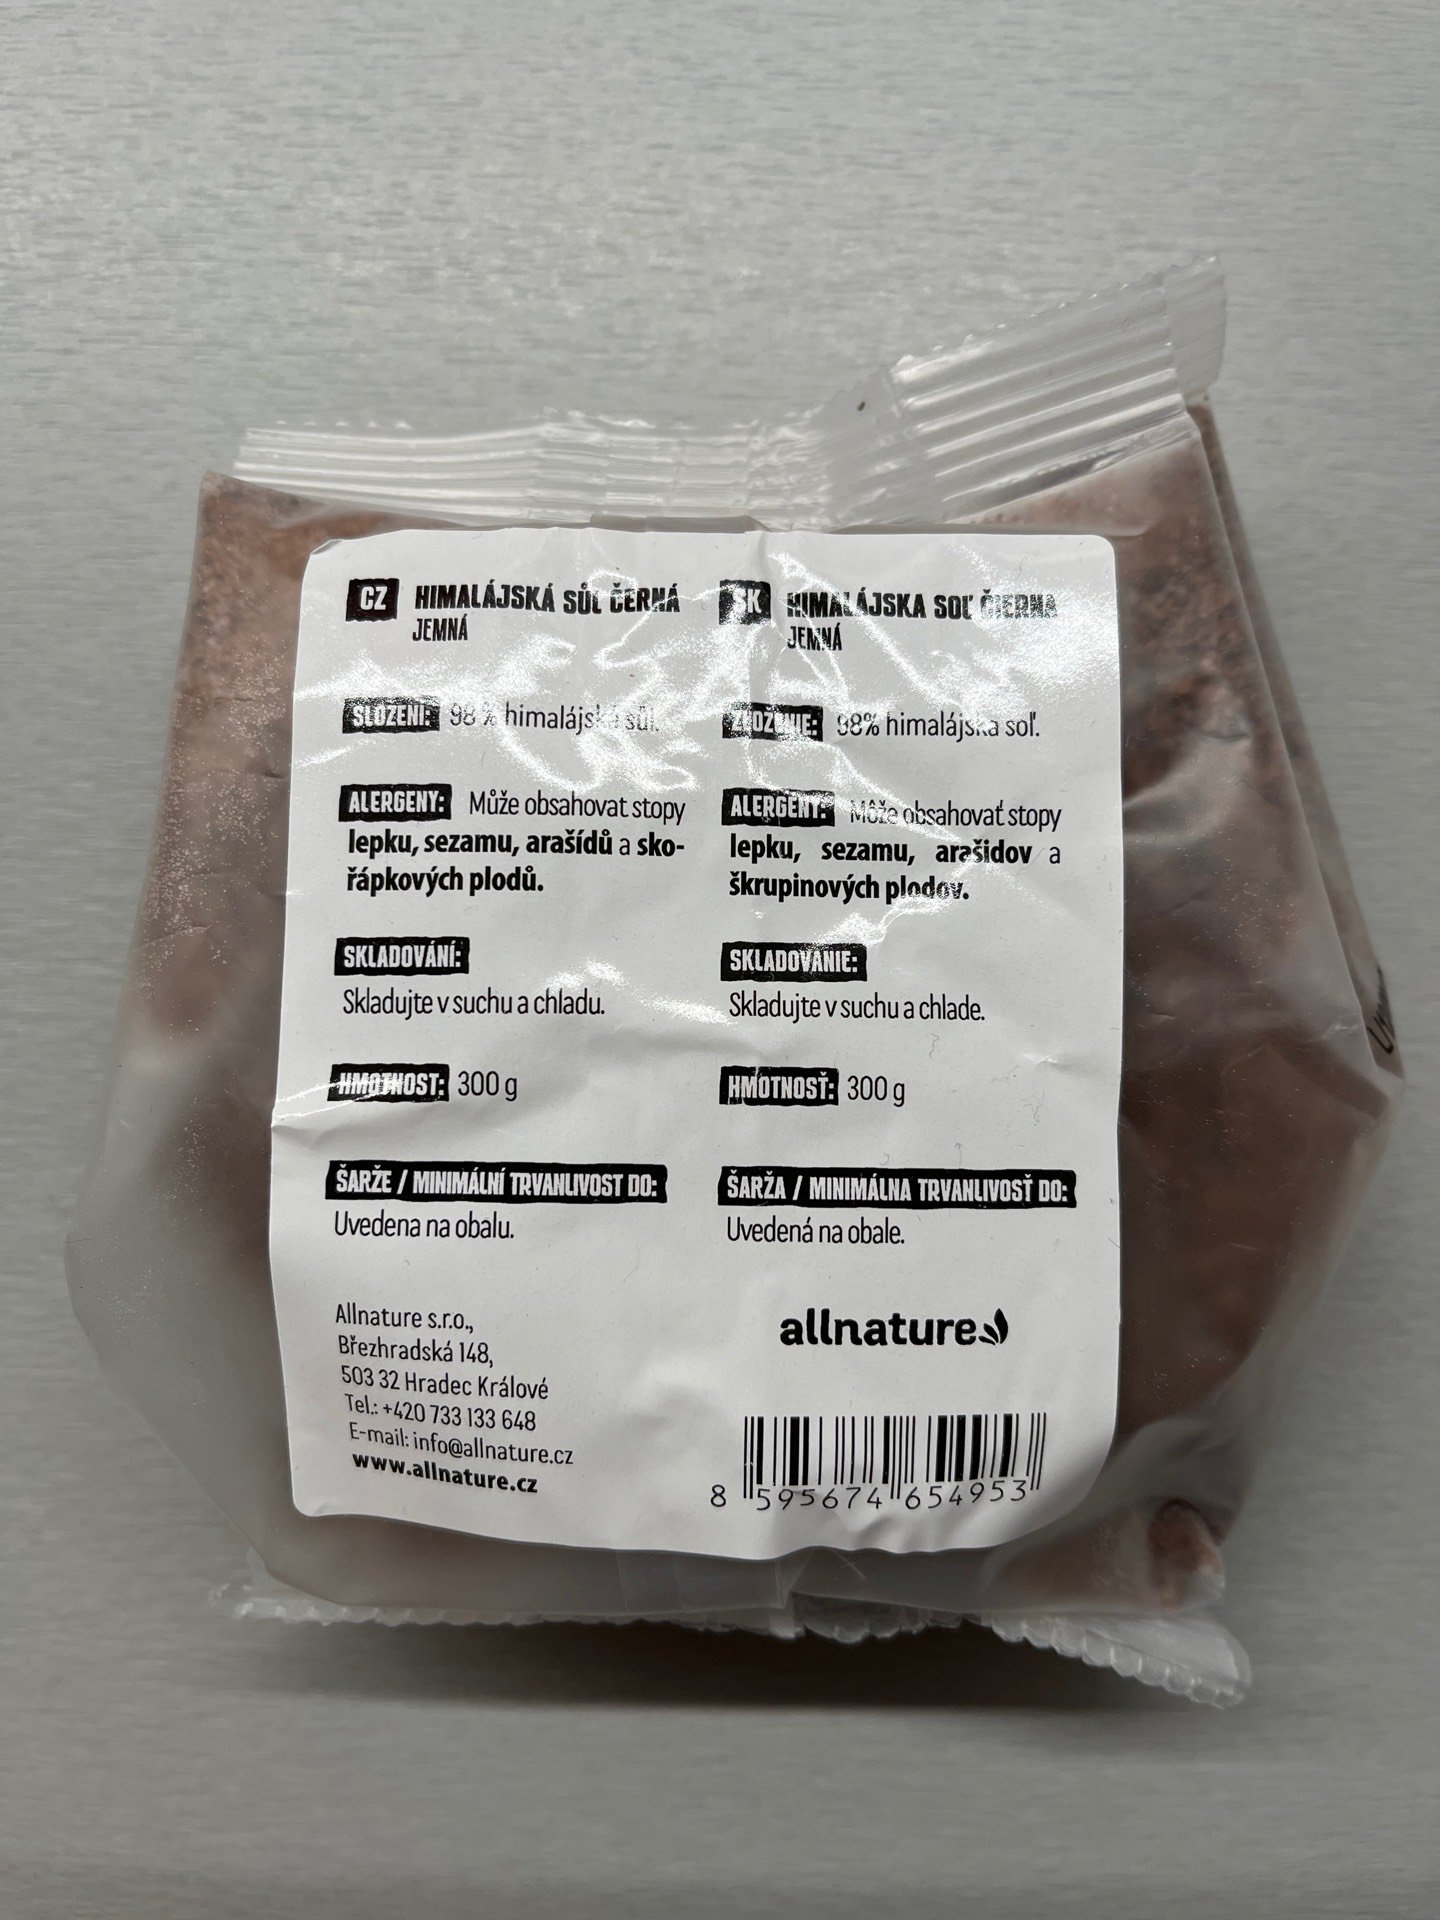 CZ HIMALÁJSKÁ SŮL ČERNÁ
JEMNÁ
SLOŽENÍ: 98 % himalájská sůl.
ALERGENY: Může obsahovat stopy
lepku, sezamu, arašídů a sko-
řápkových plodů.
SKLADOVÁNÍ:
Skladujte v suchu a chladu.
HMOTNOST: 300 g
ŠARŽE / MINIMÁLNÍ TRVANLIVOST DO:
Uvedena na obalu.
Allnature s.r.o.,
Březhradská 148,
503 32 Hradec Králové
Tel.: +420 733 133 648
E-mail: info@allnature.cz
www.allnature.cz
SK HIMALÁJSKA SOĽ ČIERNA
JEMNÁ
ZLOŽENIE: 98% himalájska soľ.
ALERGÉNY: Môže obsahovať stopy
lepku, sezamu, arašidov a
škrupinových plodov.
SKLADOVANIE:
Skladujte v suchu a chlade.
HMOTNOSŤ: 300 g
ŠARŽA / MINIMÁLNA TRVANLIVOSŤ DO:
Uvedená na obale.
allnature
8 595674 654953